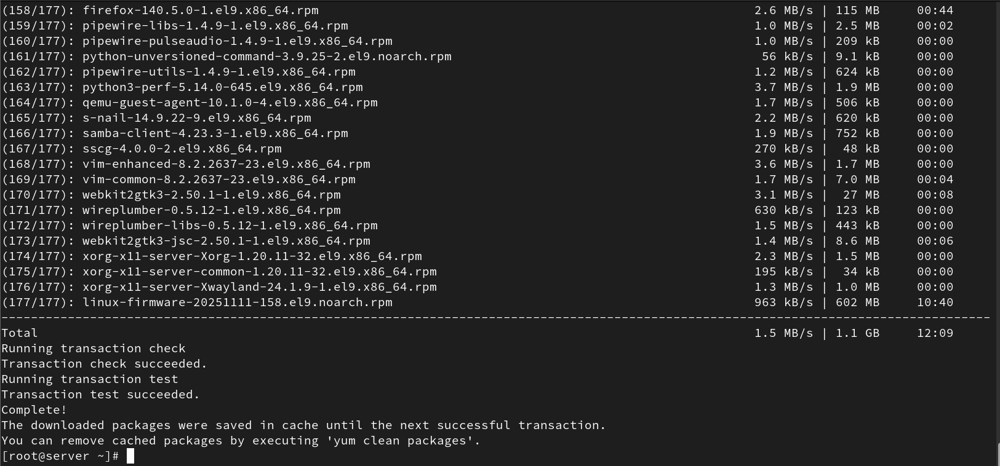 (158/177): firefox-140.5.0-1.el9.x86_64.rpm 2.6 MB/s | 115 MB 00:44
(159/177): pipewire-libs-1.4.9-1.el9.x86_64.rpm 1.0 MB/s | 2.5 MB 00:02
(160/177): pipewire-pulseaudio-1.4.9-1.el9.x86_64.rpm 1.0 MB/s | 209 kB 00:00
(161/177): python-unversioned-command-3.9.25-2.el9.noarch.rpm 56 kB/s | 9.1 kB 00:00
(162/177): pipewire-utils-1.4.9-1.el9.x86_64.rpm 1.2 MB/s | 624 kB 00:00
(163/177): python3-perf-5.14.0-645.el9.x86_64.rpm 3.7 MB/s | 1.9 MB 00:00
(164/177): qemu-guest-agent-10.1.0-4.el9.x86_64.rpm 1.7 MB/s | 506 kB 00:00
(165/177): s-nail-14.9.22-9.el9.x86_64.rpm 2.2 MB/s | 620 kB 00:00
(166/177): samba-client-4.23.3-1.el9.x86_64.rpm 1.9 MB/s | 752 kB 00:00
(167/177): sscg-4.0.0-2.el9.x86_64.rpm 270 kB/s | 48 kB 00:00
(168/177): vim-enhanced-8.2.2637-23.el9.x86_64.rpm 3.6 MB/s | 1.7 MB 00:00
(169/177): vim-common-8.2.2637-23.el9.x86_64.rpm 1.7 MB/s | 7.0 MB 00:04
(170/177): webkit2gtk3-2.50.1-1.el9.x86_64.rpm 3.1 MB/s | 27 MB 00:08
(171/177): wireplumber-0.5.12-1.el9.x86_64.rpm 630 kB/s | 123 kB 00:00
(172/177): wireplumber-libs-0.5.12-1.el9.x86_64.rpm 1.5 MB/s | 443 kB 00:00
(173/177): webkit2gtk3-jsc-2.50.1-1.el9.x86_64.rpm 1.4 MB/s | 8.6 MB 00:06
(174/177): xorg-x11-server-Xorg-1.20.11-32.el9.x86_64.rpm 2.3 MB/s | 1.5 MB 00:00
(175/177): xorg-x11-server-common-1.20.11-32.el9.x86_64.rpm 195 kB/s | 34 kB 00:00
(176/177): xorg-x11-server-Xwayland-24.1.9-1.el9.x86_64.rpm 1.3 MB/s | 1.0 MB 00:00
(177/177): linux-firmware-20251111-158.el9.noarch.rpm 963 kB/s | 602 MB 10:40
--------------------------------------------------------------------------------------------------------------------------------------
Total 1.5 MB/s | 1.1 GB 12:09
Running transaction check
Transaction check succeeded.
Running transaction test
Transaction test succeeded.
Complete!
The downloaded packages were saved in cache until the next successful transaction.
You can remove cached packages by executing 'yum clean packages'.
[root@server ~]#